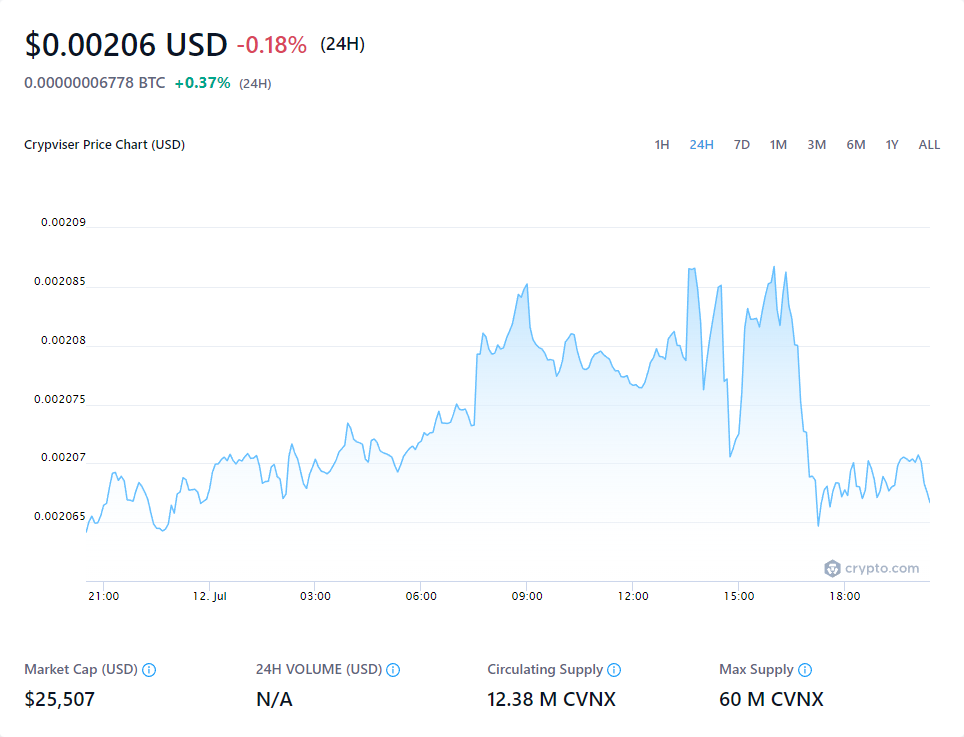 $0.00206 USD -0.18% (24H)
0.00000006778 BTC +0.37% (24H)
Crypviser Price Chart (USD) 1H 24H 7D 1M 3M 6M 1Y ALL
0.00209
0.002085
0.00208
0.002075
0.00207
0.002065
crypto.com
21:00 12. Jul 03:00 06:00 09:00 12:00 15:00 18:00
Market Cap (USD) 24H VOLUME (USD) Circulating Supply Max Supply
$25,507 N/A 12.38 M CVNX 60 M CVNX